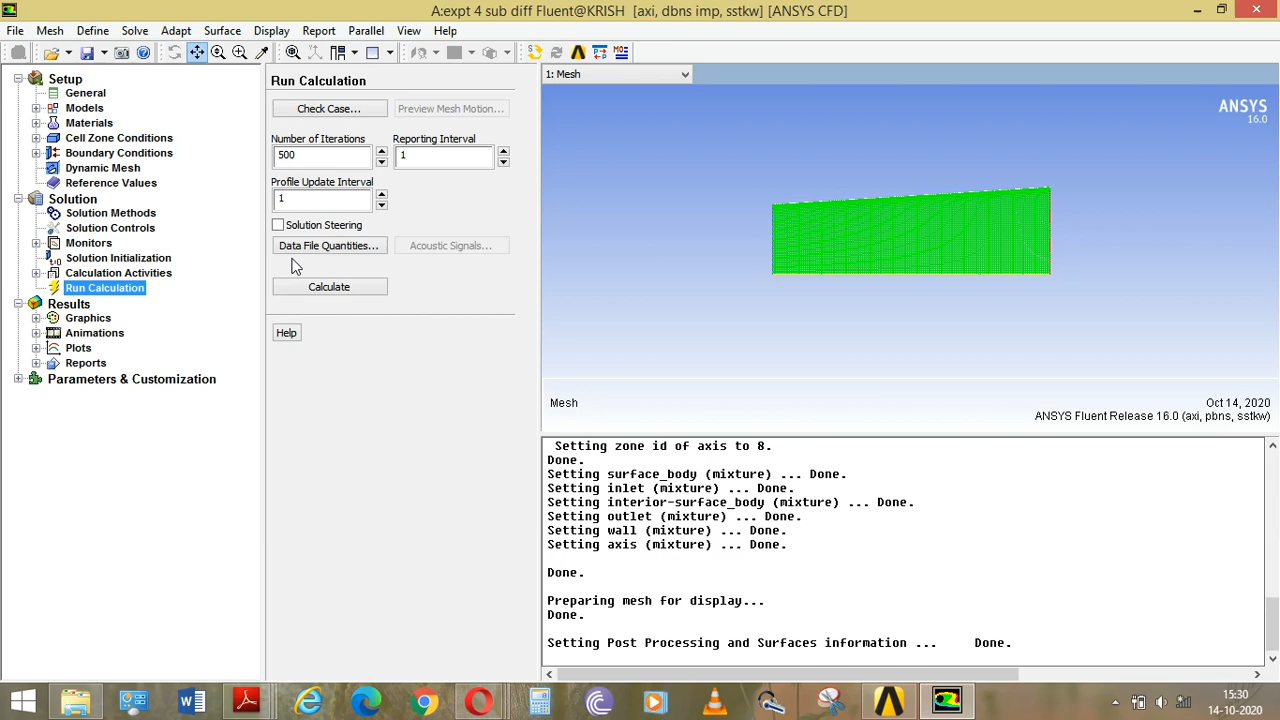 A:expt 4 sub diff Fluent@KRISH [axi, dbns imp, sstkw] [ANSYS CFD]
File Mesh Define Solve Adapt Surface Display Report Parallel View Help
Setup
General
Models
Materials
Cell Zone Conditions
Boundary Conditions
Dynamic Mesh
Reference Values
Solution
Solution Methods
Solution Controls
Monitors
Solution Initialization
Calculation Activities
Run Calculation
Results
Graphics
Animations
Plots
Reports
Parameters & Customization
Run Calculation
Check Case... Preview Mesh Motion...
Number of Iterations Reporting Interval
500 1
Profile Update Interval
1
Solution Steering
Data File Quantities... Acoustic Signals...
Calculate
Help
1: Mesh
ANSYS
16.0
Mesh
Oct 14, 2020
ANSYS Fluent Release 16.0 (axi, pbns, sstkw)
Setting zone id of axis to 8.
Done.
Setting surface_body (mixture) ... Done.
Setting inlet (mixture) ... Done.
Setting interior-surface_body (mixture) ... Done.
Setting outlet (mixture) ... Done.
Setting wall (mixture) ... Done.
Setting axis (mixture) ... Done.
Done.
Preparing mesh for display...
Done.
Setting Post Processing and Surfaces information ... Done.
15:30
14-10-2020